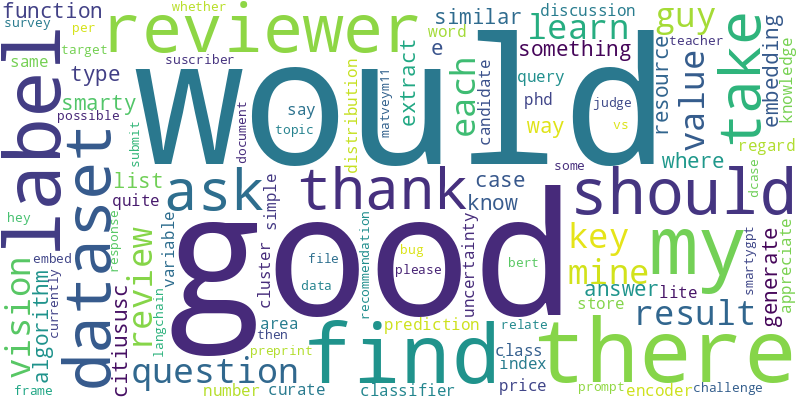 function
reviewer
learn
guy
survey
whether
per
target
same
teacher
similar
discussion
word
something
e
extract
each
candidate
query
phd
way
judge
vs
label
type
suscriber
smarty
possible
submit
dataset
document
would
say
topic
distribution
matveym11
value
resource
where
take
embedding
knowledge
regard
list
quite
ask
thank
case
know
some
should
dcase
hey
response
embed
currently
review
variable
cluster
simple
good
file
bug
please
data
bert
recommendation
uncertainty
key
mine
my
answer
lite
store
generate
smartygpt
appreciate
vision
algorithm
citiususc
langchain
area
then
find
prediction
relate
there
result
frame
question
preprint
number
curate
classifier
class
index
price
prompt
encoder
challenge